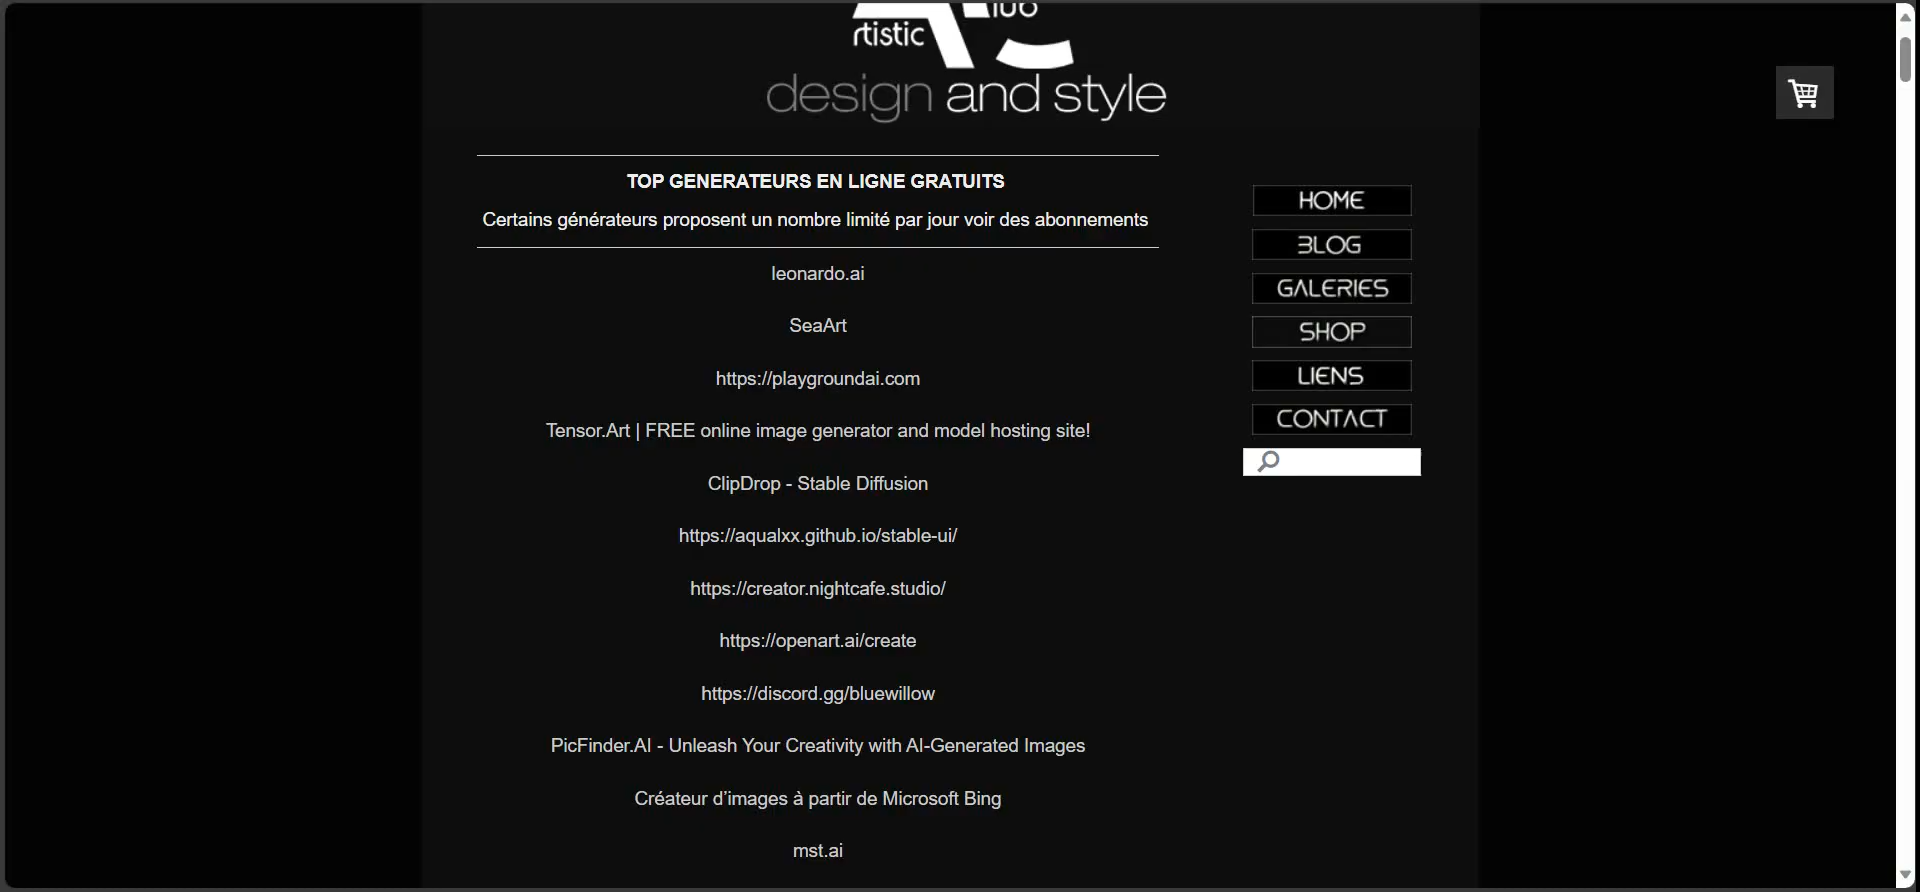 rtistic
design and style
TOP GENERATEURS EN LIGNE GRATUITS
Certains générateurs proposent un nombre limité par jour voir des abonnements
leonardo.ai
SeaArt
https://playgroundai.com
Tensor.Art | FREE online image generator and model hosting site!
ClipDrop - Stable Diffusion
https://aqualxx.github.io/stable-ui/
https://creator.nightcafe.studio/
https://openart.ai/create
https://discord.gg/bluewillow
PicFinder.AI - Unleash Your Creativity with AI-Generated Images
Créateur d’images à partir de Microsoft Bing
mst.ai
HOME
BLOG
GALERIES
SHOP
LIENS
CONTACT